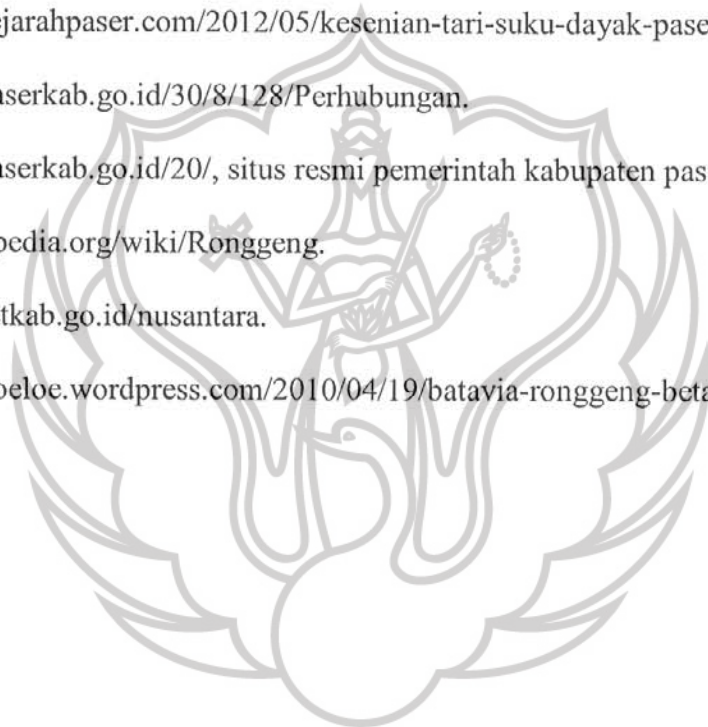 ejarahpaser.com/2012/05/kesenian-tari-suku-dayak-pase
aserkab.go.id/30/8/128/Perhubungan.
aserkab.go.id/20/, situs resmi pemerintah kabupaten pas
pedia.org/wiki/Ronggeng.
tkab.go.id/nusantara.
oeloe.wordpress.com/2010/04/19/batavia-ronggeng-beta